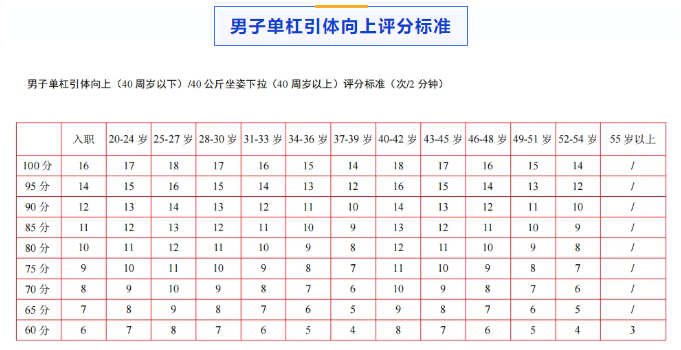 男子单杠引体向上评分标准
男子单杠引体向上（40 周岁以下）/40 公斤坐姿下拉（40 周岁以上）评分标准（次/2 分钟）
入职 20-24 岁 25-27 岁 28-30 岁 31-33 岁 34-36 岁 37-39 岁 40-42 岁 43-45 岁 46-48 岁 49-51 岁 52-54 岁 55 岁以上
100 分 16 17 18 17 16 15 14 18 17 16 15 14 /
95 分 14 15 16 15 14 13 12 16 15 14 13 12 /
90 分 12 13 14 13 12 11 10 14 13 12 11 10 /
85 分 11 12 13 12 11 10 9 13 12 11 10 9 /
80 分 10 11 12 11 10 9 8 12 11 10 9 8 /
75 分 9 10 11 10 9 8 7 11 10 9 8 7 /
70 分 8 9 10 9 8 7 6 10 9 8 7 6 /
65 分 7 8 9 8 7 6 5 9 8 7 6 5 /
60 分 6 7 8 7 6 5 4 8 7 6 5 4 3